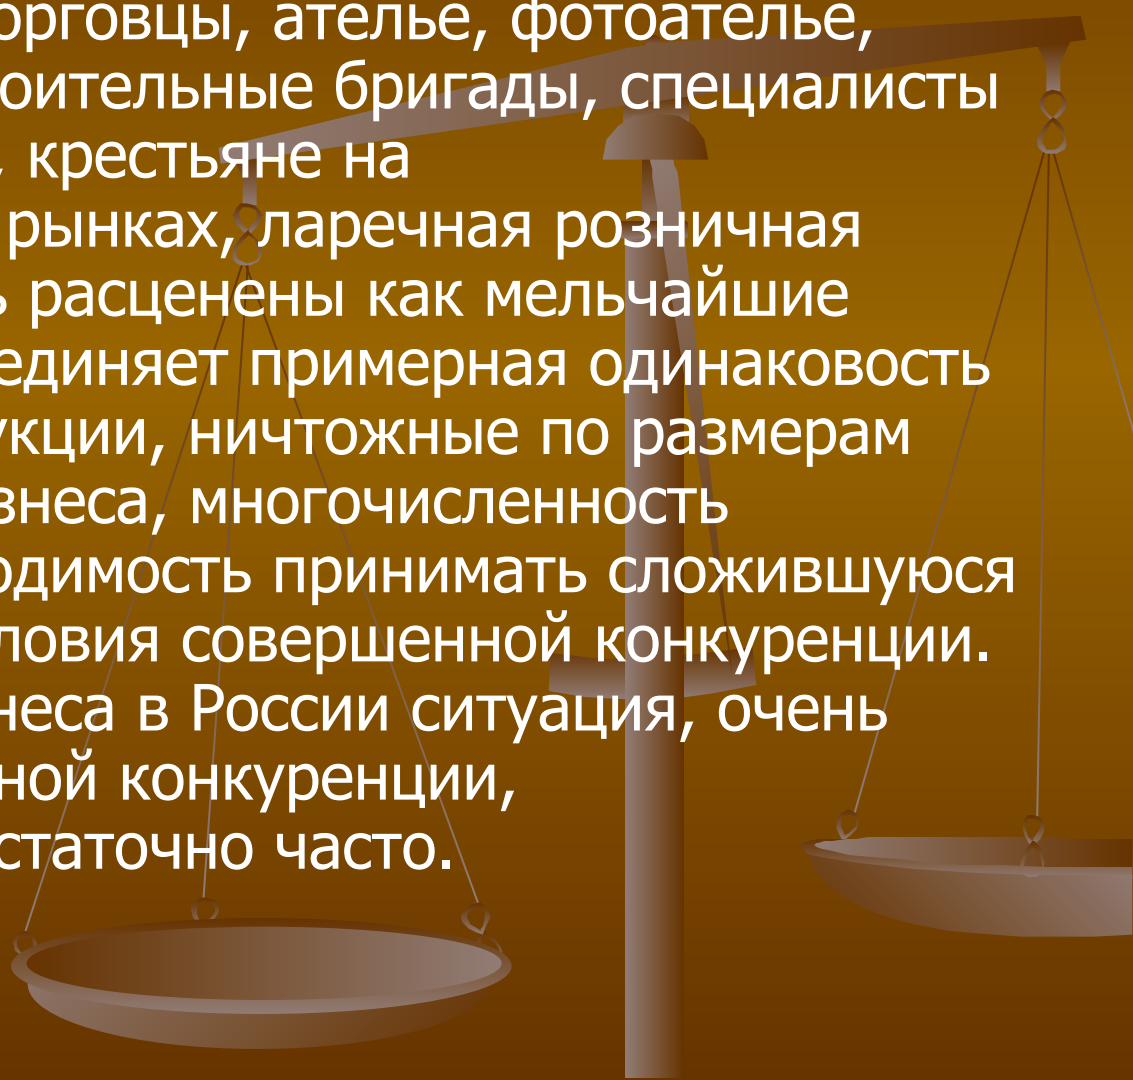 орговцы, ателье, фотоателье,
оительные бригады, специалисты
, крестьяне на
рынках, ларечная розничная
ь расценены как мельчайшие
единяет примерная одинаковость
укции, ничтожные по размерам
знеса, многочисленность
одимость принимать сложившуюся
ловия совершенной конкуренции.
неса в России ситуация, очень
ной конкуренции,
статочно часто.